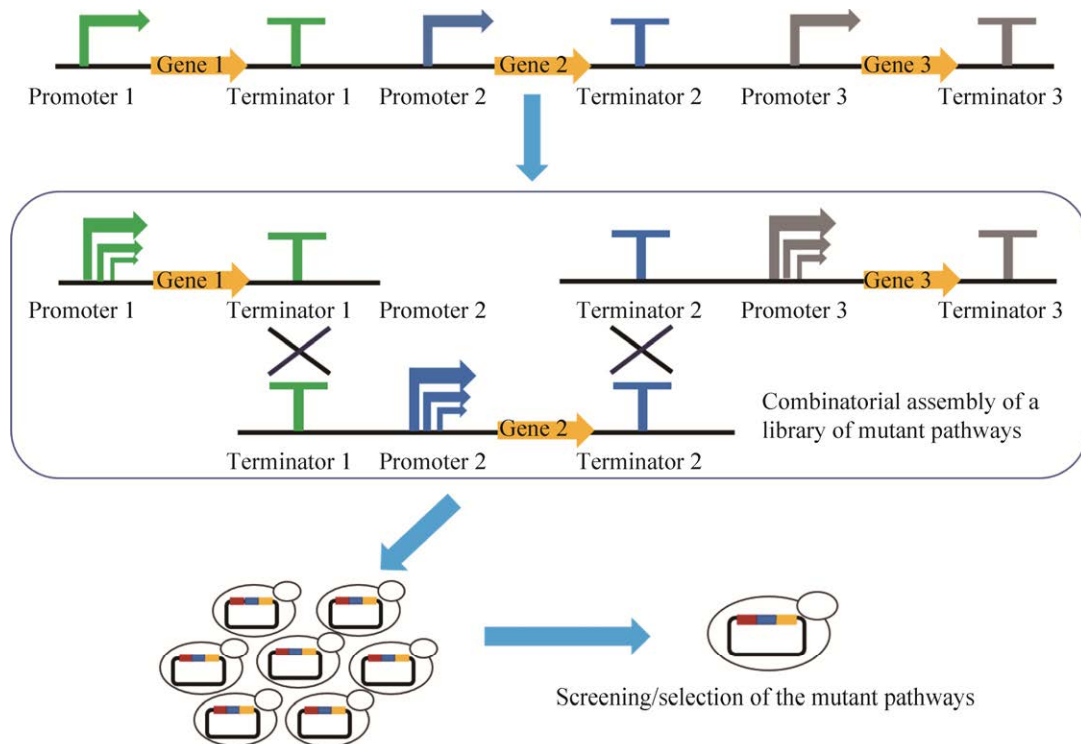 Gene 1
Gene 2
Gene 3
Promoter 1
Terminator 1
Promoter 2
Terminator 2
Promoter 3
Terminator 3
Gene 1
Gene 3
Promoter 1
Terminator 1
Promoter 2
Terminator 2
Promoter 3
Terminator 3
Combinatorial assembly of a
library of mutant pathways
Gene 2
Terminator 1
Promoter 2
Terminator 2
Screening/selection of the mutant pathways